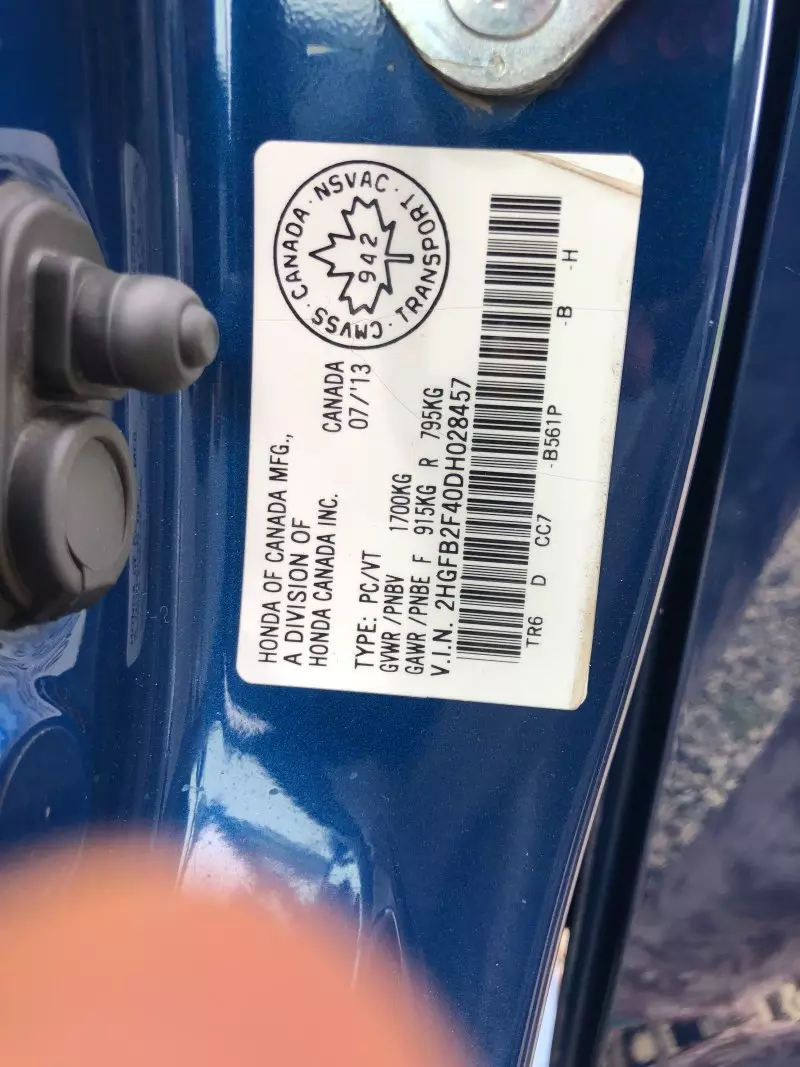 CMVSS · CANADA · NSVAC · TRANSPORT ·
942
HONDA OF CANADA MFG.,
A DIVISION OF
HONDA CANADA INC.
CANADA
07/'13
TYPE: PC/VT
GVWR /PNBV 1700KG
GAWR /PNBE F 915KG R 795KG
V.I.N. 2HGFB2F40DH028457
TR6 D CC7 -B561P -B -H